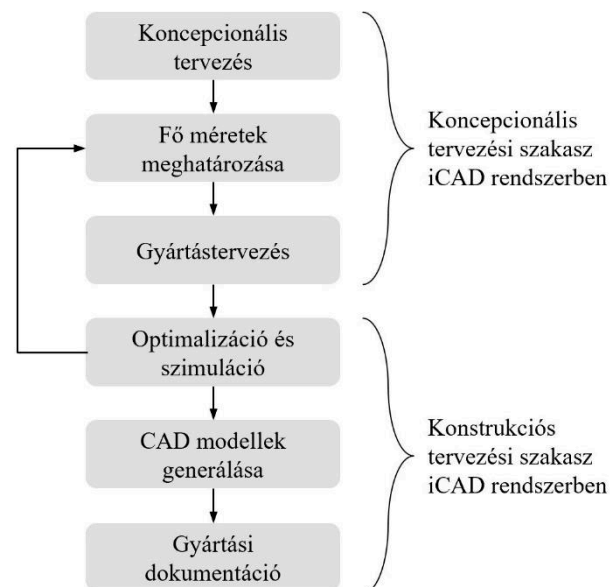 Koncepcionális
tervezés
Fő méretek
meghatározása
Gyártástervezés
Koncepcionális
tervezési szakasz
iCAD rendszerben
Optimalizáció és
szimuláció
CAD modellek
generálása
Gyártási
dokumentáció
Konstrukciós
tervezési szakasz
iCAD rendszerben